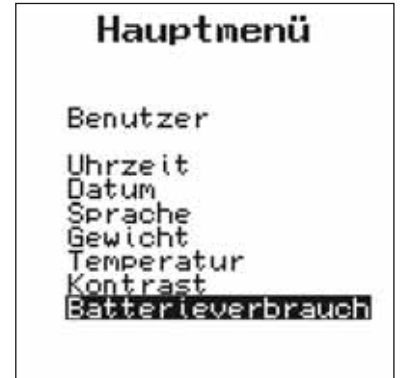 Hauptmenü
Benutzer
Uhrzeit
Datum
Sprache
Gewicht
Temperatur
Kontrast
Batterieverbrauch